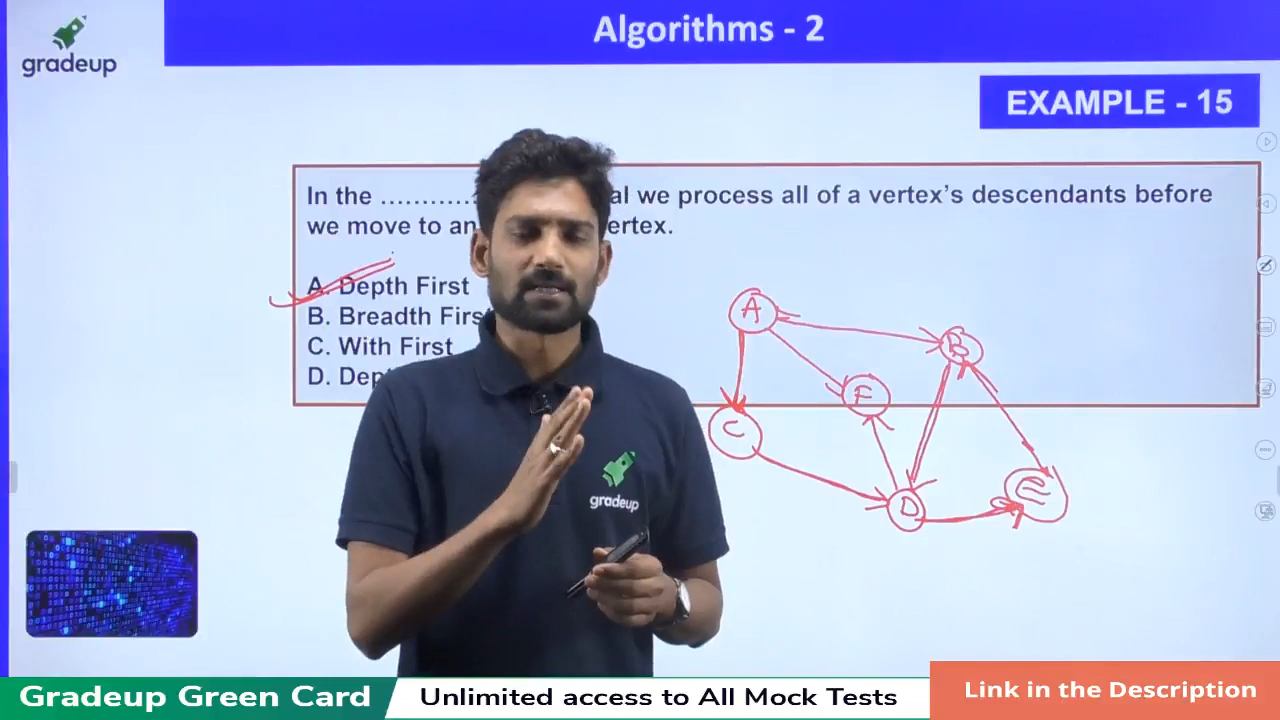 gradeup
Algorithms - 2
EXAMPLE - 15
In the ............ al we process all of a vertex's descendants before
we move to an ertex.
A. Depth First
B. Breadth Firs
C. With First
D. Dep
A
B
F
C
D
E
gradeup
Gradeup Green Card
Unlimited access to All Mock Tests
Link in the Description